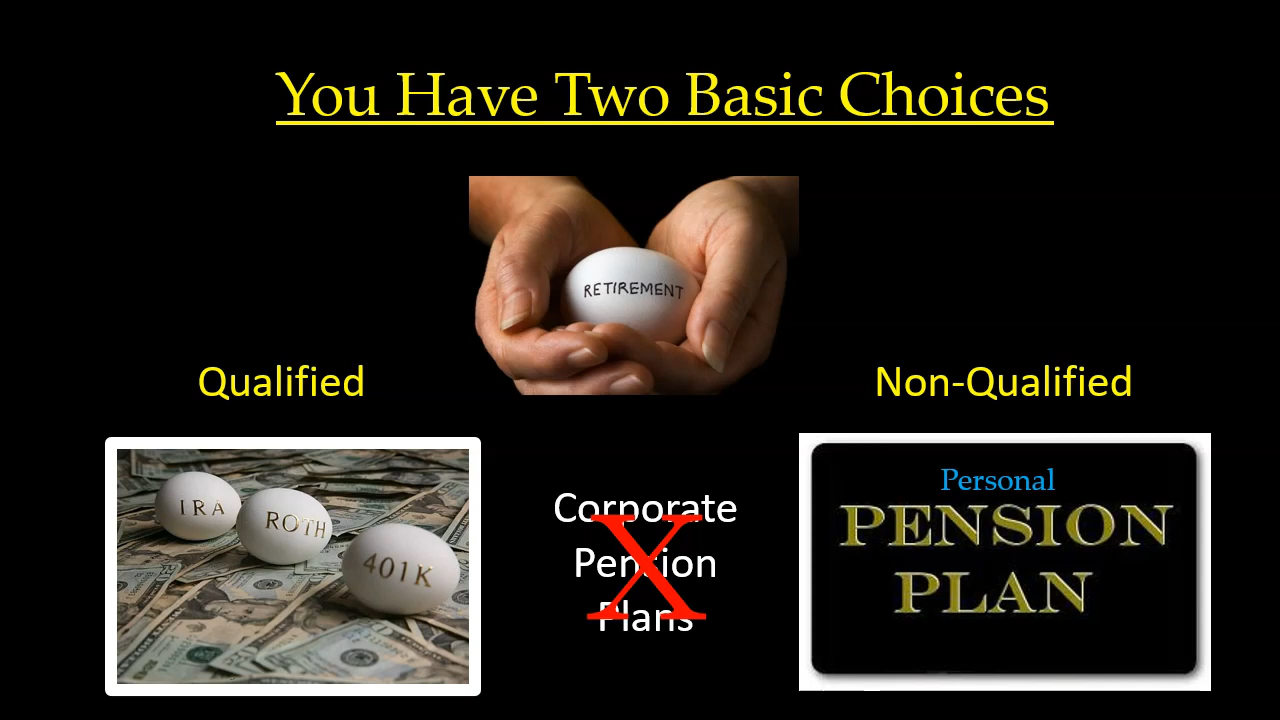 You Have Two Basic Choices
RETIREMENT
Qualified
Non-Qualified
IRA
ROTH
401K
Corporate
Pension
Plans
X
Personal
PENSION
PLAN